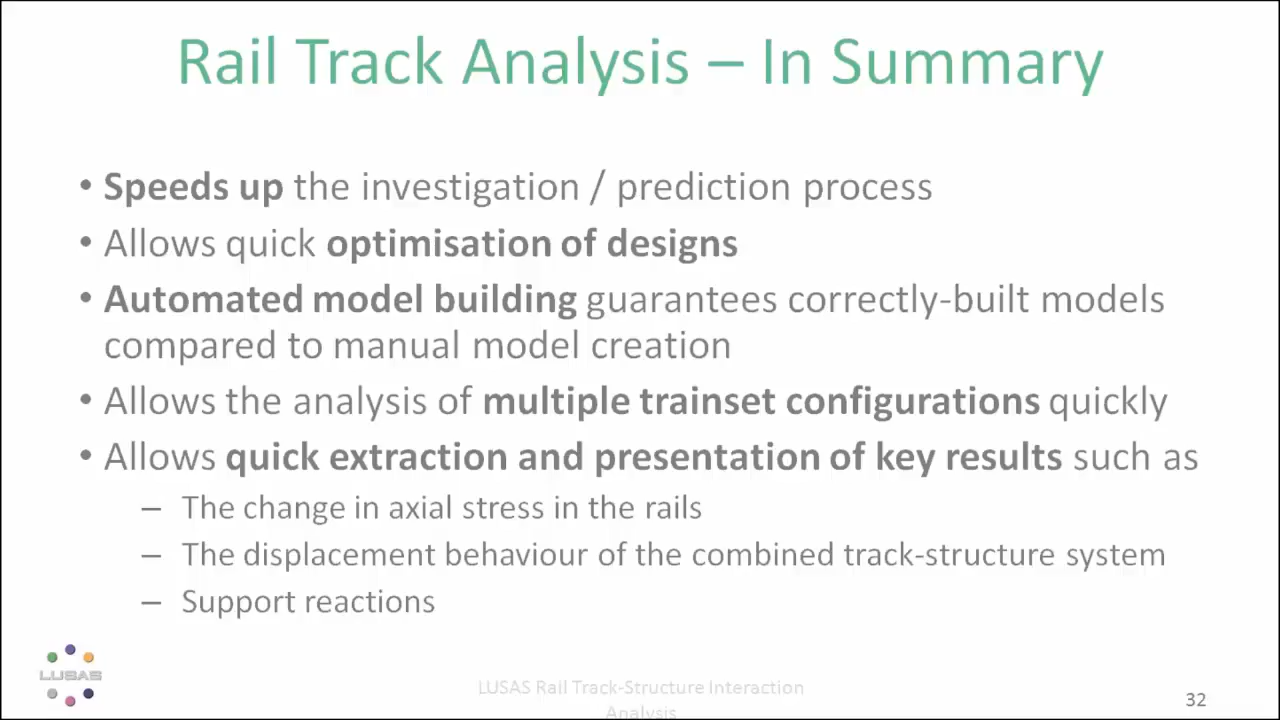 Rail Track Analysis – In Summary
• Speeds up the investigation / prediction process
• Allows quick optimisation of designs
• Automated model building guarantees correctly-built models
compared to manual model creation
• Allows the analysis of multiple trainset configurations quickly
• Allows quick extraction and presentation of key results such as
– The change in axial stress in the rails
– The displacement behaviour of the combined track-structure system
– Support reactions
LUSAS
LUSAS Rail Track-Structure Interaction
Analysis
32